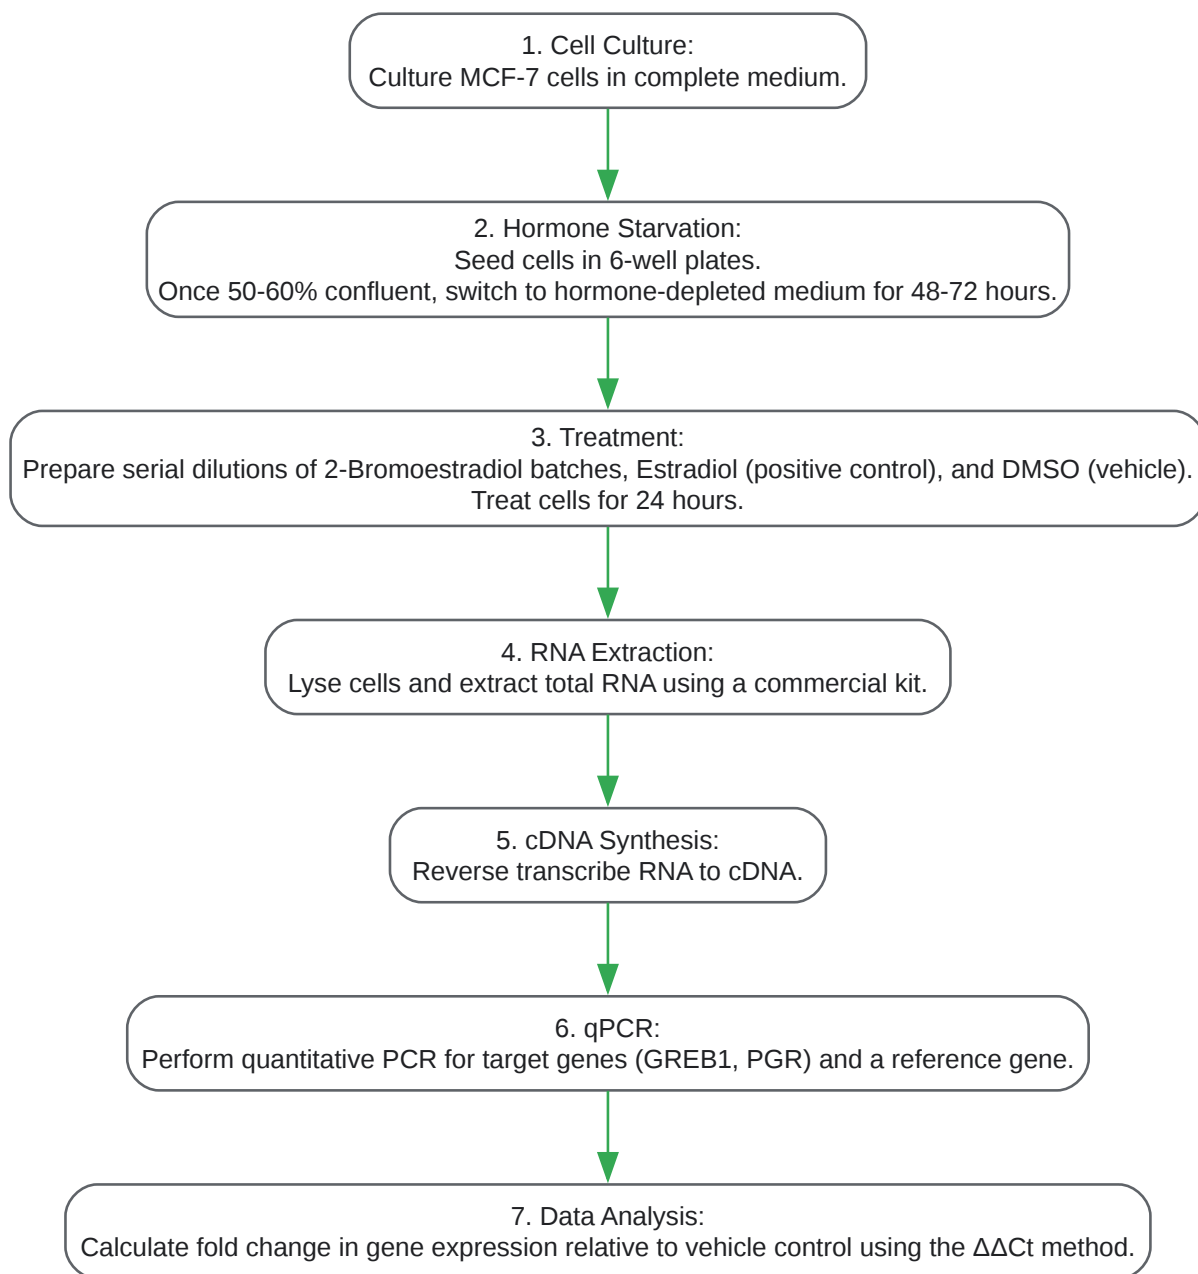 1. Cell Culture:
Culture MCF-7 cells in complete medium.
2. Hormone Starvation:
Seed cells in 6-well plates.
Once 50-60% confluent, switch to hormone-depleted medium for 48-72 hours.
3. Treatment:
Prepare serial dilutions of 2-Bromoestradiol batches, Estradiol (positive control), and DMSO (vehicle).
Treat cells for 24 hours.
4. RNA Extraction:
Lyse cells and extract total RNA using a commercial kit.
5. cDNA Synthesis:
Reverse transcribe RNA to cDNA.
6. qPCR:
Perform quantitative PCR for target genes (GREB1, PGR) and a reference gene.
7. Data Analysis:
Calculate fold change in gene expression relative to vehicle control using the ΔΔCt method.